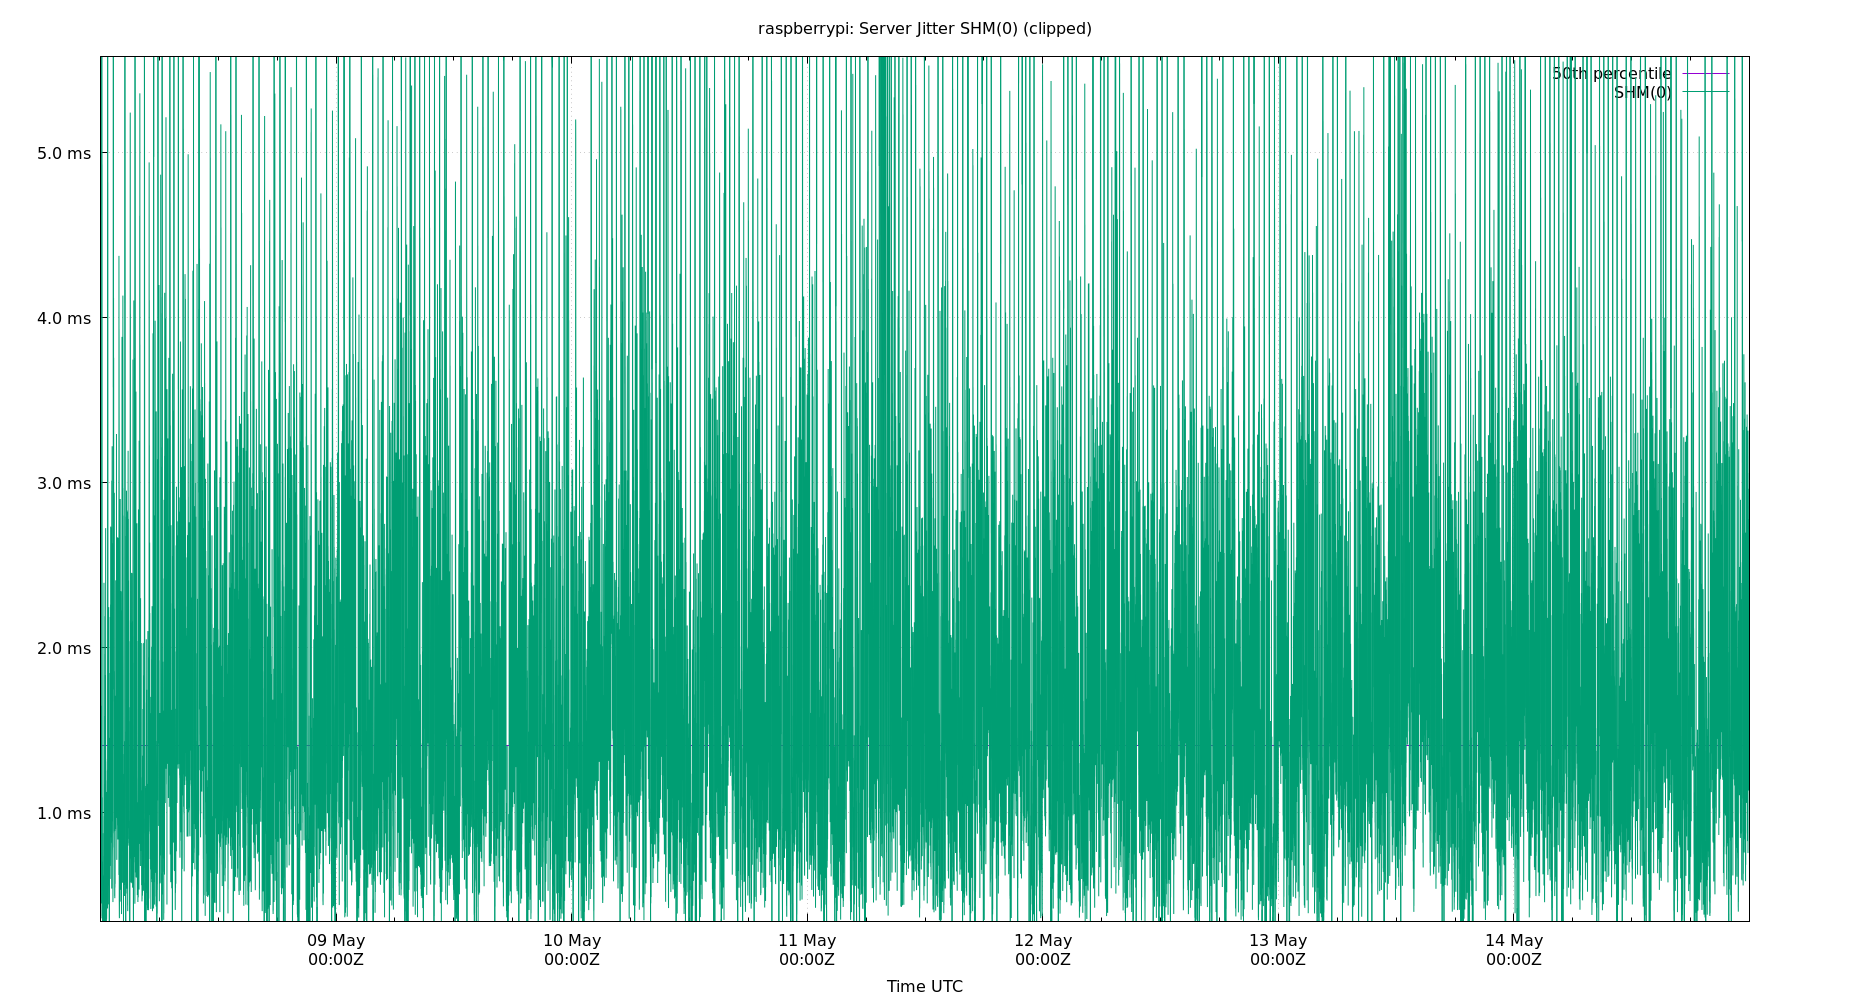 raspberrypi: Server Jitter SHM(0) (clipped)
50th percentile
SHM(0)
5.0 ms
4.0 ms
3.0 ms
2.0 ms
1.0 ms
09 May 10 May 11 May 12 May 13 May 14 May
00:00Z 00:00Z 00:00Z 00:00Z 00:00Z 00:00Z
Time UTC